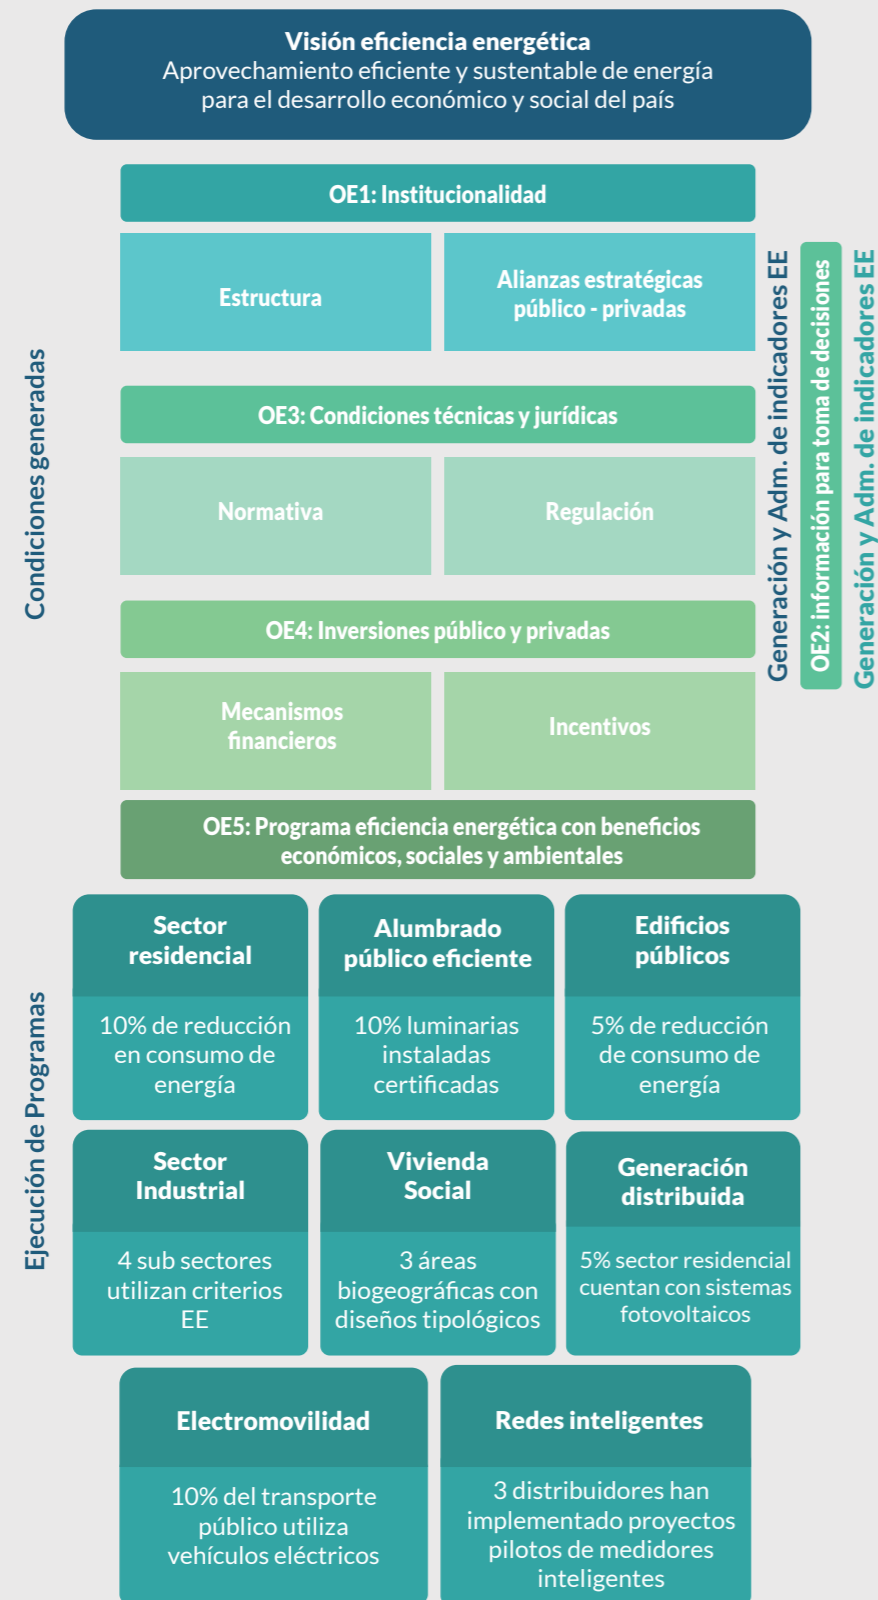 Visión eficiencia energética
Aprovechamiento eficiente y sustentable de energía
para el desarrollo económico y social del país
OE1: Institucionalidad
Estructura
Alianzas estratégicas
público - privadas
OE3: Condiciones técnicas y jurídicas
Normativa
Regulación
OE4: Inversiones público y privadas
Mecanismos
financieros
Incentivos
Condiciones generadas
Generación y Adm. de indicadores EE
OE2: información para toma de decisiones
Generación y Adm. de indicadores EE
OE5: Programa eficiencia energética con beneficios
económicos, sociales y ambientales
Ejecución de Programas
Sector
residencial
10% de reducción
en consumo de
energía
Alumbrado
público eficiente
10% luminarias
instaladas
certificadas
Edificios
públicos
5% de reducción
de consumo de
energía
Sector
Industrial
4 sub sectores
utilizan criterios
EE
Vivienda
Social
3 áreas
biogeográficas con
diseños tipológicos
Generación
distribuida
5% sector residencial
cuentan con sistemas
fotovoltaicos
Electromovilidad
10% del transporte
público utiliza
vehículos eléctricos
Redes inteligentes
3 distribuidores han
implementado proyectos
pilotos de medidores
inteligentes